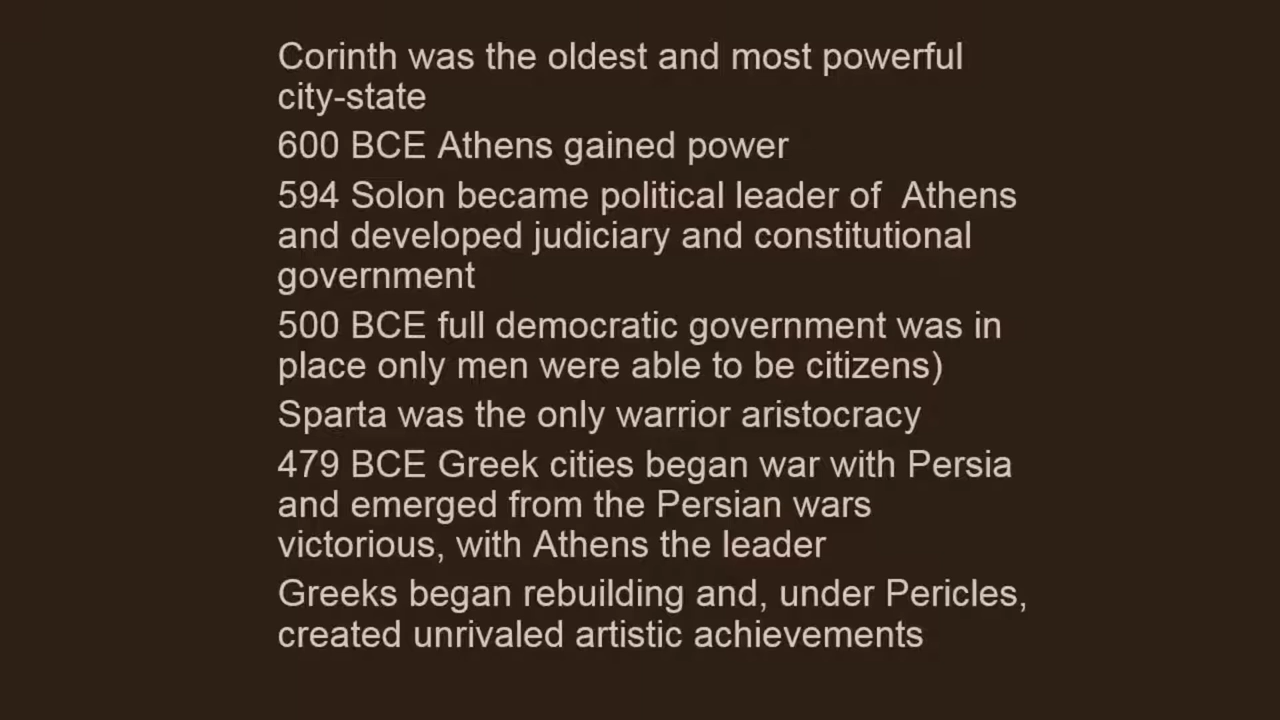 Corinth was the oldest and most powerful
city-state
600 BCE Athens gained power
594 Solon became political leader of  Athens
and developed judiciary and constitutional
government
500 BCE full democratic government was in
place only men were able to be citizens)
Sparta was the only warrior aristocracy
479 BCE Greek cities began war with Persia
and emerged from the Persian wars
victorious, with Athens the leader
Greeks began rebuilding and, under Pericles,
created unrivaled artistic achievements